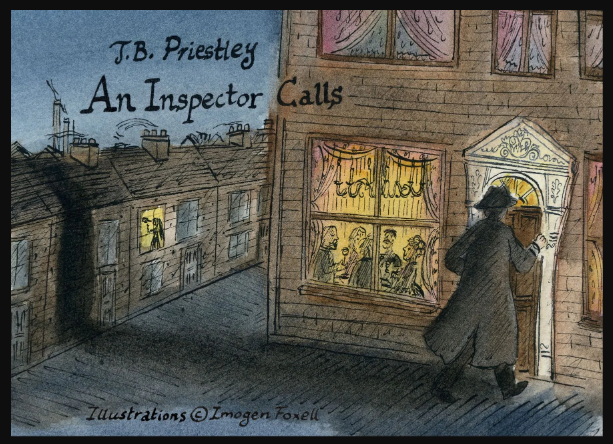 J.B. Priestley
An Inspector Calls
Illustrations © Imogen Foxell